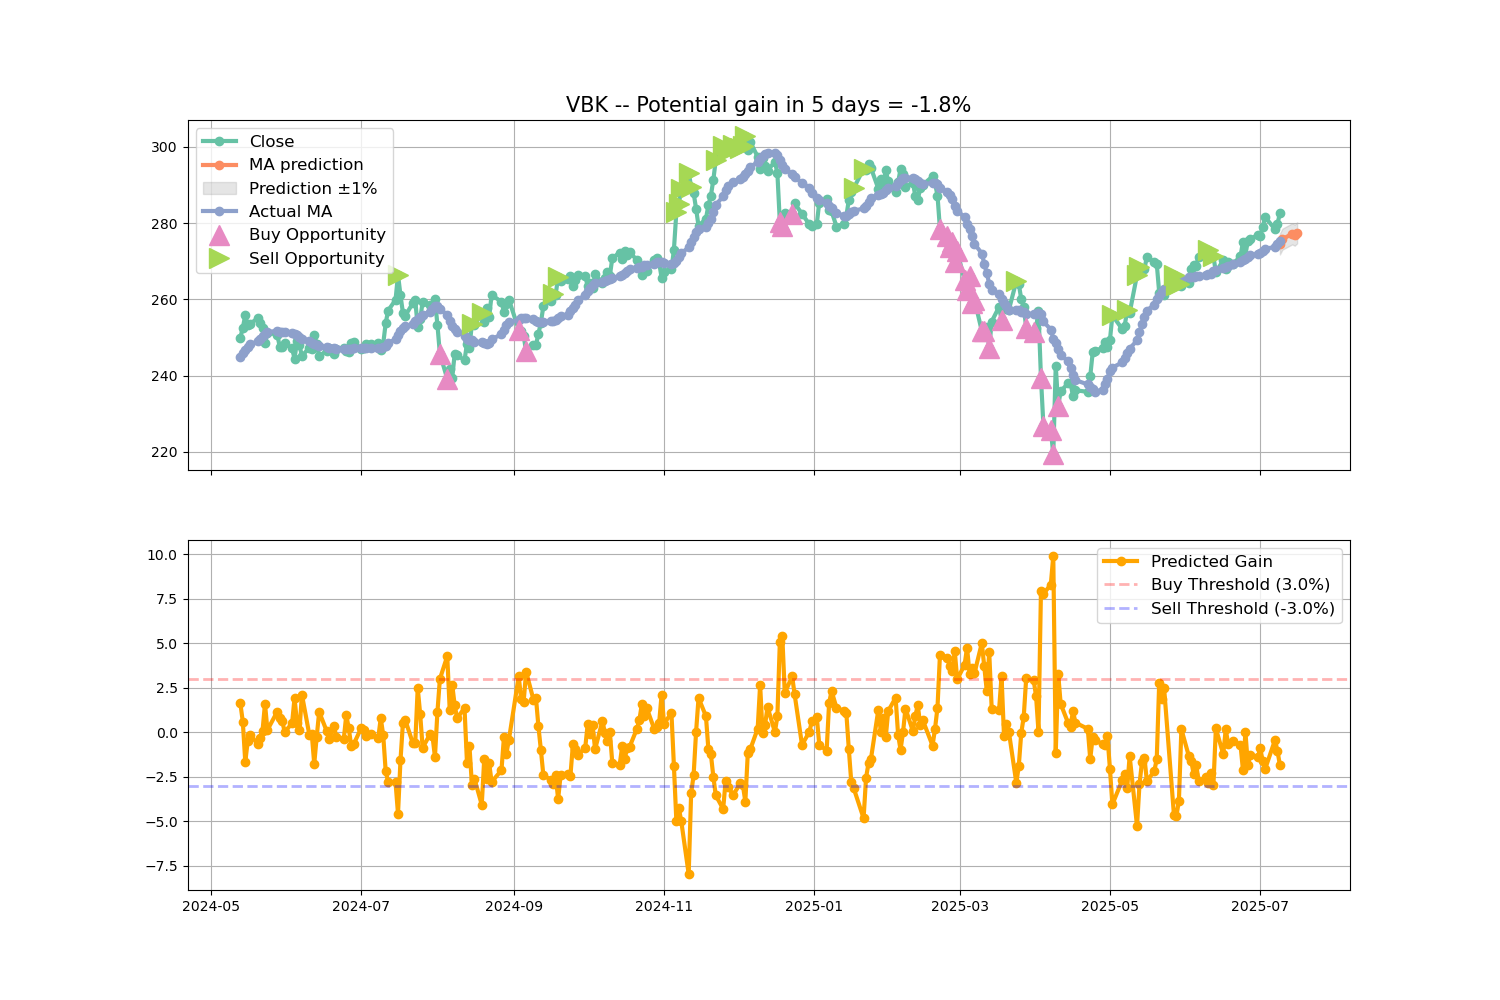 VBK -- Potential gain in 5 days = -1.8%
300
280
260
240
220
Close
MA prediction
Prediction ±1%
Actual MA
Buy Opportunity
Sell Opportunity
10.0
7.5
5.0
2.5
0.0
−2.5
−5.0
−7.5
Predicted Gain
Buy Threshold (3.0%)
Sell Threshold (-3.0%)
2024-05
2024-07
2024-09
2024-11
2025-01
2025-03
2025-05
2025-07